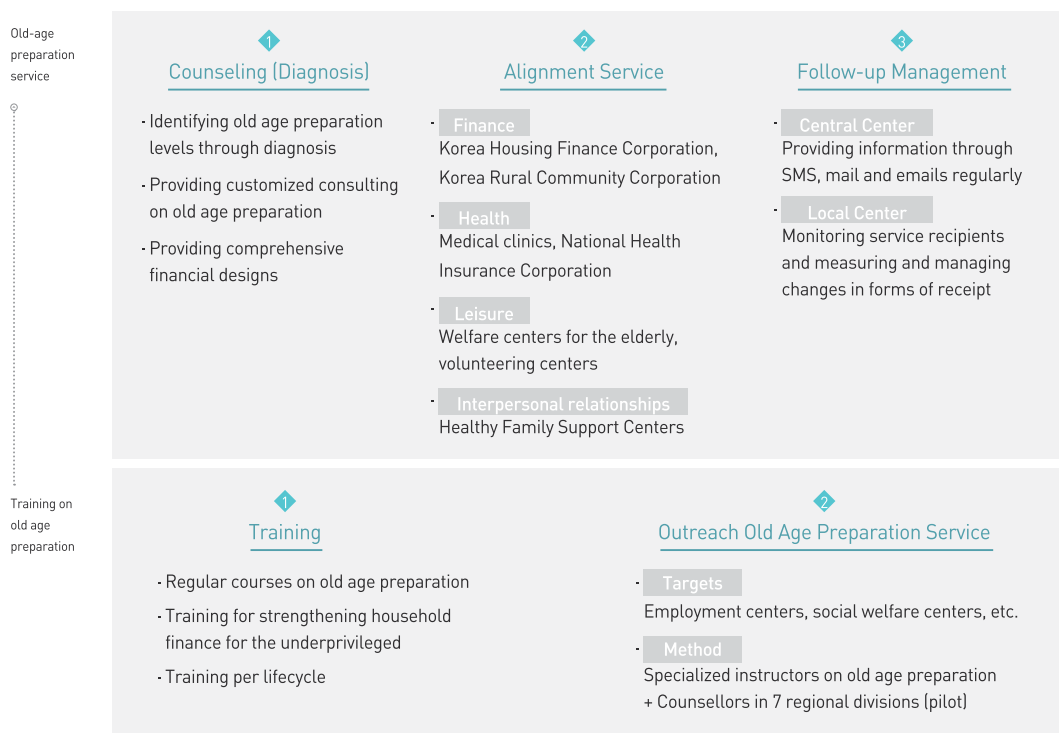 Old-age
preparation
service
1
Counseling (Diagnosis)
- Identifying old age preparation
levels through diagnosis
- Providing customized consulting
on old age preparation
- Providing comprehensive
financial designs
2
Alignment Service
- Finance
Korea Housing Finance Corporation,
Korea Rural Community Corporation
- Health
Medical clinics, National Health
Insurance Corporation
- Leisure
Welfare centers for the elderly,
volunteering centers
- Interpersonal relationships
Healthy Family Support Centers
3
Follow-up Management
- Central Center
Providing information through
SMS, mail and emails regularly
- Local Center
Monitoring service recipients
and measuring and managing
changes in forms of receipt
Training on
old age
preparation
1
Training
- Regular courses on old age preparation
- Training for strengthening household
finance for the underprivileged
- Training per lifecycle
2
Outreach Old Age Preparation Service
- Targets
Employment centers, social welfare centers, etc.
- Method
Specialized instructors on old age preparation
+ Counsellors in 7 regional divisions (pilot)